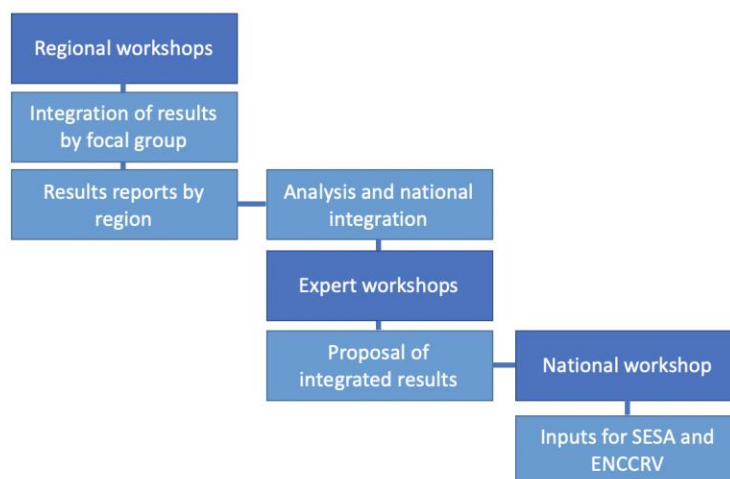 Regional workshops
Integration of results
by focal group
Results reports by
region
Analysis and national
integration
Expert workshops
Proposal of
integrated results
National workshop
Inputs for SESA and
ENCCRV